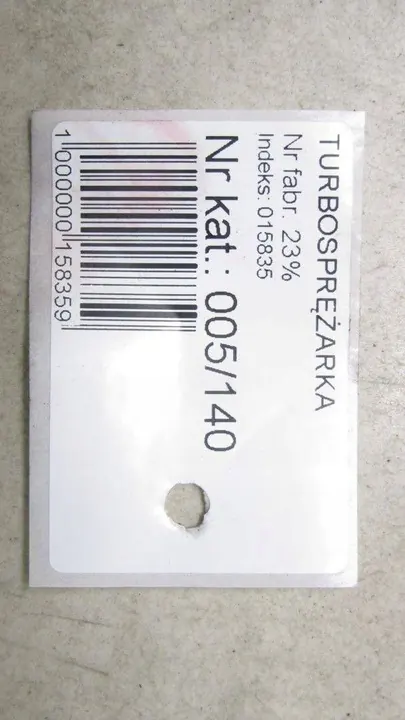 TURBOSPRĘŻARKA
Nr fabr. 23%
Indeks: 015835
Nr kat.: 005/140
1000000158359